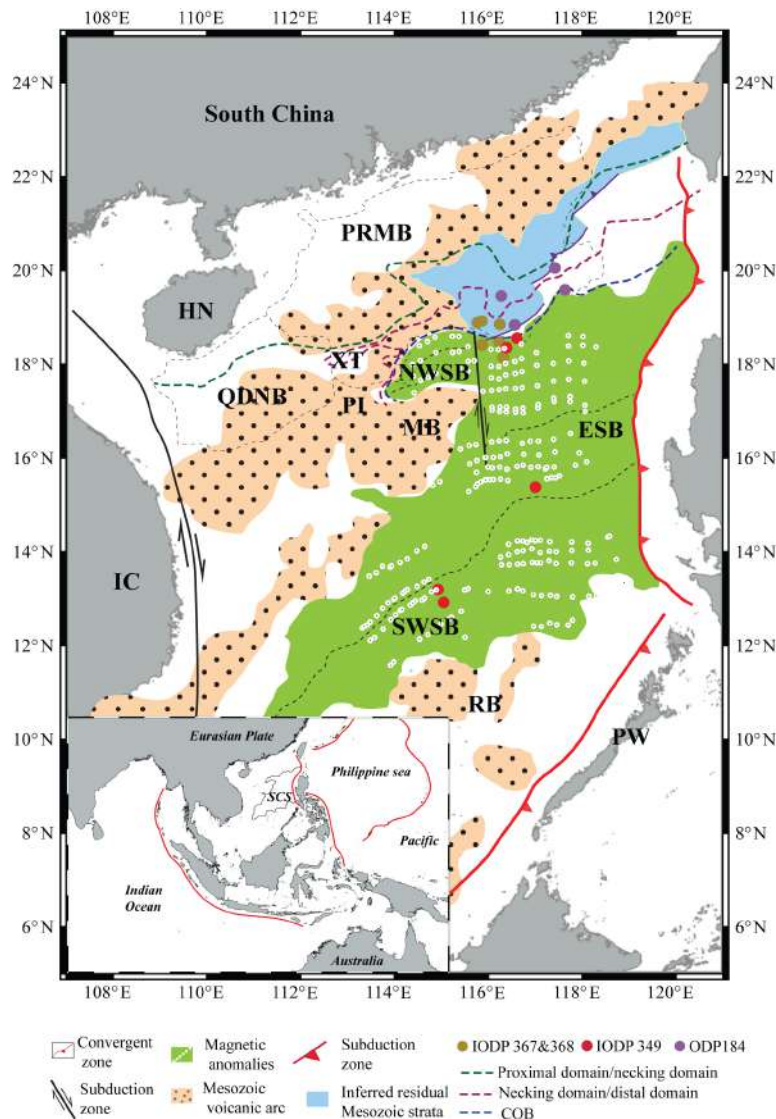 108°E 110°E 112°E 114°E 116°E 118°E 120°E
24°N 24°N
South China
22°N 22°N
PRMB
20°N 20°N
HN
XT NWSB
18°N 18°N
QDNB PI MB ESB
16°N 16°N
14°N 14°N
IC
SWSB
12°N 12°N
RB
PW
10°N 10°N
Eurasian Plate
Philippine sea
SCS
8°N 8°N
Pacific
Indian
Ocean
6°N 6°N
Australia
108°E 110°E 112°E 114°E 116°E 118°E 120°E
Convergent
zone
Magnetic
anomalies
Subduction
zone
IODP 367&368 IODP 349 ODP184
Proximal domain/necking domain
Subduction
zone
Mesozoic
volcanic arc
Inferred residual
Mesozoic strata
Necking domain/distal domain
COB